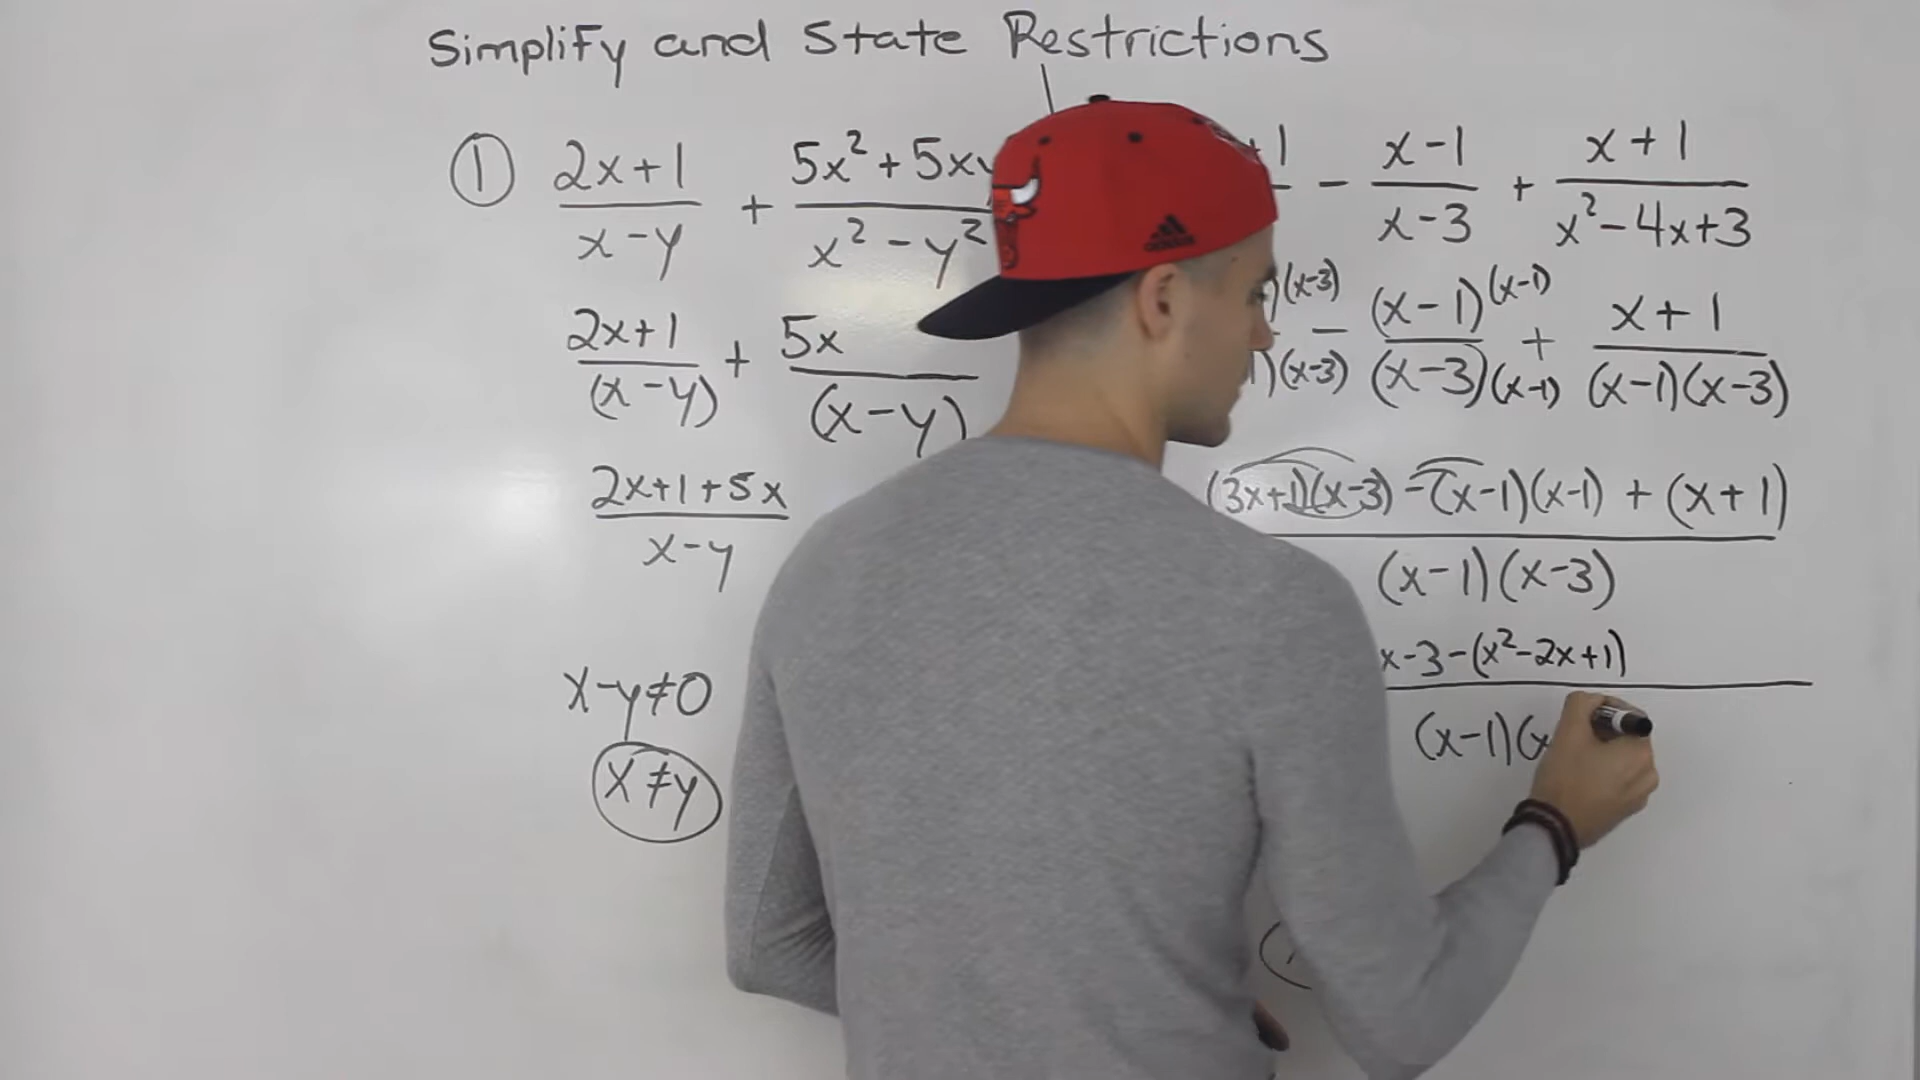 Simplify and State Restrictions
① (2x+1)/(x-y) + (5x²+5xy)/(x²-y²)
(2x+1)/(x-y) + 5x/(x-y)
(2x+1+5x)/(x-y)
x-y≠0
x≠y
+1 - (x-1)/(x-3) + (x+1)/(x²-4x+3)
)(x-3)/)(x-3) - (x-1)(x-1)/(x-3)(x-1) + (x+1)/(x-1)(x-3)
(3x+1)(x-3) - (x-1)(x-1) + (x+1)
(x-1)(x-3)
x-3-(x²-2x+1)
(x-1)(x
adidas